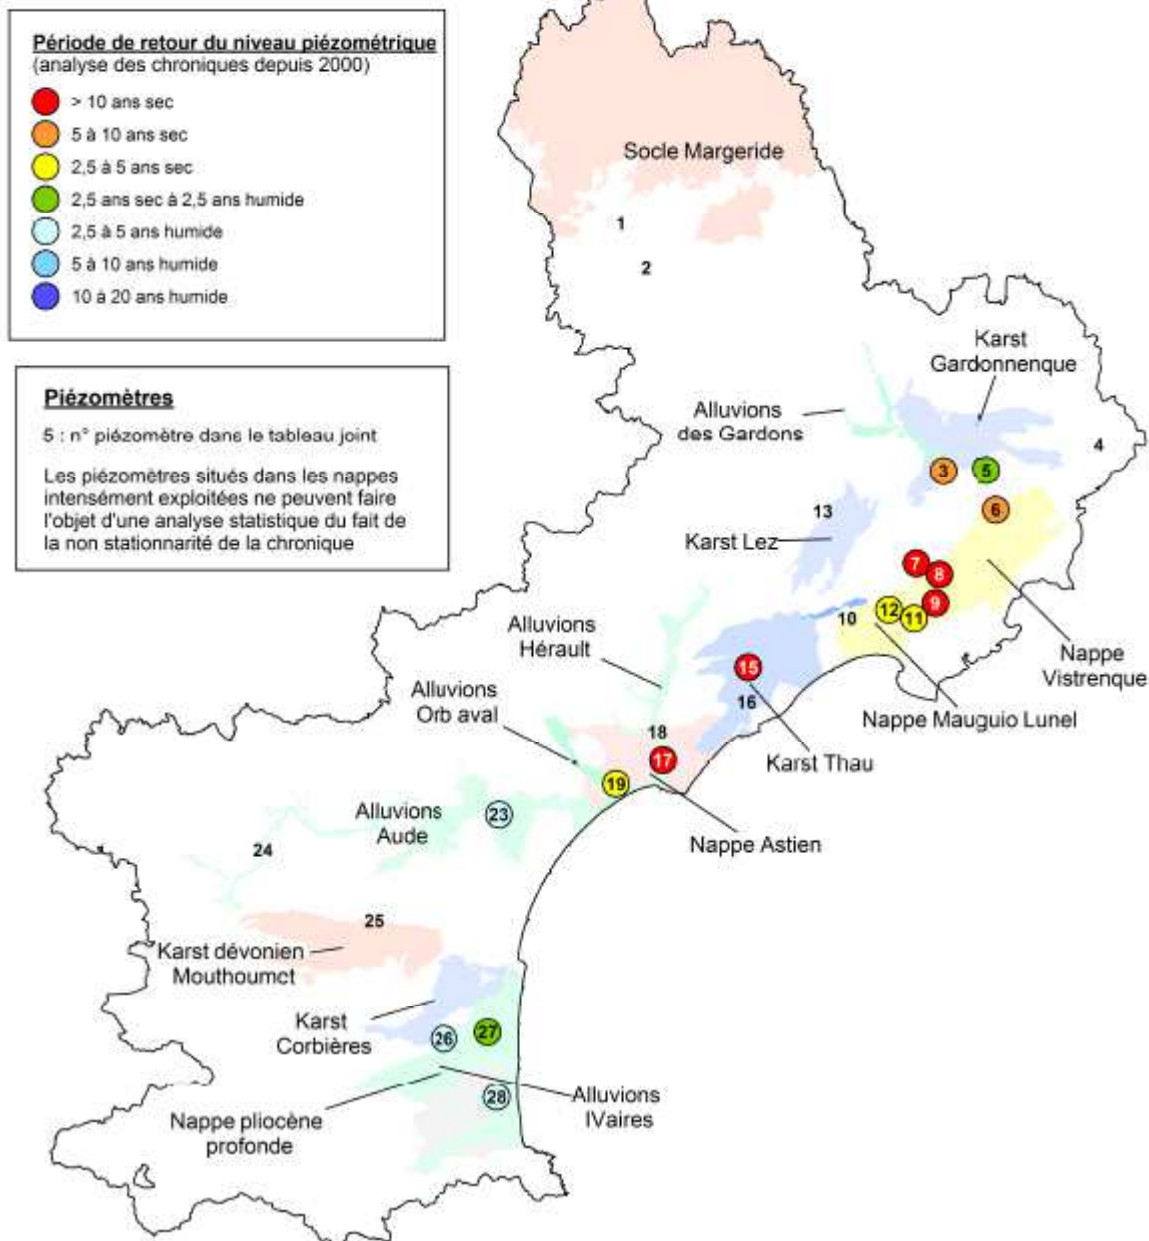 Période de retour du niveau piézométrique
(analyse des chroniques depuis 2000)
> 10 ans sec
5 à 10 ans sec
2,5 à 5 ans sec
2,5 ans sec à 2,5 ans humide
2,5 à 5 ans humide
5 à 10 ans humide
10 à 20 ans humide
Piézomètres
5 : n° piézomètre dans le tableau joint
Les piézomètres situés dans les nappes
intensément exploitées ne peuvent faire
l'objet d'une analyse statistique du fait de
la non stationnarité de la chronique
Socle Margeride
1
2
Karst
Gardonnenque
Alluvions
des Gardons
4
3
5
6
13
Karst Lez
7
8
9
12
11
10
Alluvions
Hérault
Nappe
Vistrenque
15
16
Alluvions
Orb aval
Nappe Mauguio Lunel
18
17
Karst Thau
19
Alluvions
Aude
23
Nappe Astien
24
25
Karst dévonien
Mouthoumct
Karst
Corbières
26
27
28
Alluvions
IVaires
Nappe pliocène
profonde